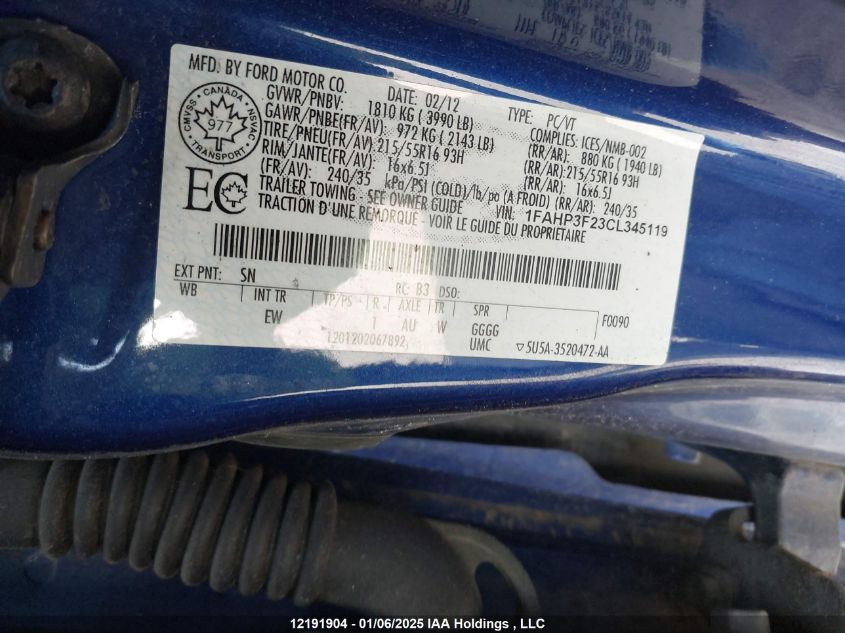 MFD. BY FORD MOTOR CO.
DATE: 02/12
TYPE: PC/VT
GVWR/PNBV: 1810 KG ( 3990 LB)
COMPLIES: ICES/NMB-002
GAWR/PNBE(FR/AV): 972 KG ( 2143 LB)
(RR/AR): 880 KG ( 1940 LB)
TIRE/PNEU(FR/AV): 215/55R16 93H
(RR/AR): 215/55R16 93H
RIM/JANTE(FR/AV): 16x6.5J
(RR/AR): 16x6.5J
(FR/AV): 240/35 kPa/PSI (COLD)/lb/po (A FROID) (RR/AR): 240/35
TRAILER TOWING - SEE OWNER GUIDE
VIN: 1FAHP3F23CL345119
TRACTION D'UNE REMORQUE - VOIR LE GUIDE DU PROPRIETAIRE
CMVSS CANADA NSVAC
977
TRANSPORT
EC
EXT PNT: SN RC: B3 DSO:
WB INT TR TP/PS R AXLE TR SPR F0090
EW 1 AU W GGGG
1201202067892 UMC ▽5U5A-3520472-AA
12191904 - 01/06/2025 IAA Holdings , LLC